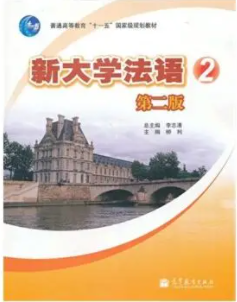 普通高等教育“十一五”国家级规划教材
新大学法语 2
第二版
总主编 李志清
主编 柳利
高等教育出版社